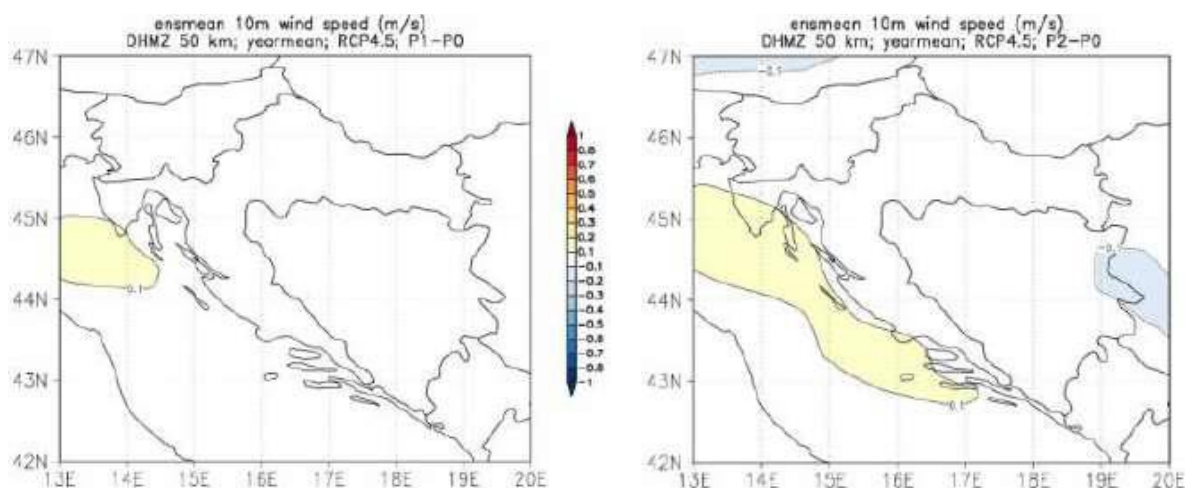 ensmean 10m wind speed (m/s)
DHMZ 50 km; yearmean; RCP4.5; P1-P0
47N
46N
45N
44N
43N
42N
13E 14E 15E 16E 17E 18E 19E 20E
0.1
1
0.8
0.7
0.6
0.5
0.4
0.3
0.2
0.1
-0.1
-0.2
-0.3
-0.4
-0.5
-0.6
-0.7
-0.8
-1
ensmean 10m wind speed (m/s)
DHMZ 50 km; yearmean; RCP4.5; P2-P0
47N
46N
45N
44N
43N
42N
13E 14E 15E 16E 17E 18E 19E 20E
-0.1
-0.1
0.1